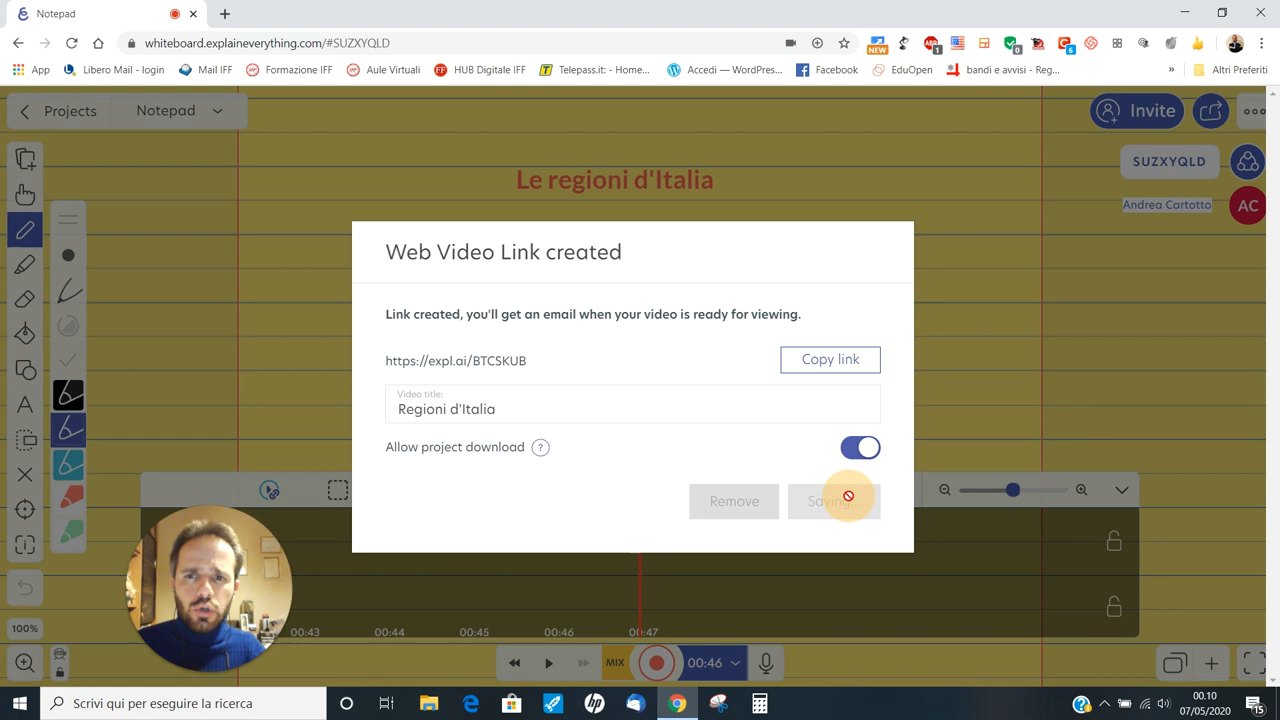 Notepad
whiteboard.explaineverything.com/#SUZXYQLD
NEW
1
0
6
App
Libero Mail - login
Mail IFF
Formazione IFF
Aule Virtuali
HUB Digitale IFF
Telepass.it: - Home...
Accedi — WordPres...
Facebook
EduOpen
bandi e avvisi - Reg...
»
Altri Preferiti
Projects
Notepad
Invite
Le regioni d'Italia
SUZXYQLD
Andrea Cartotto
AC
Web Video Link created
Link created, you'll get an email when your video is ready for viewing.
https://expl.ai/BTCSKUB
Copy link
Video title:
Regioni d'Italia
Allow project download ?
Remove
Saving...
A
100%
00:43
00:44
00:45
00:46
00:47
MIX
00:46
Scrivi qui per eseguire la ricerca
00.10
07/05/2020
15